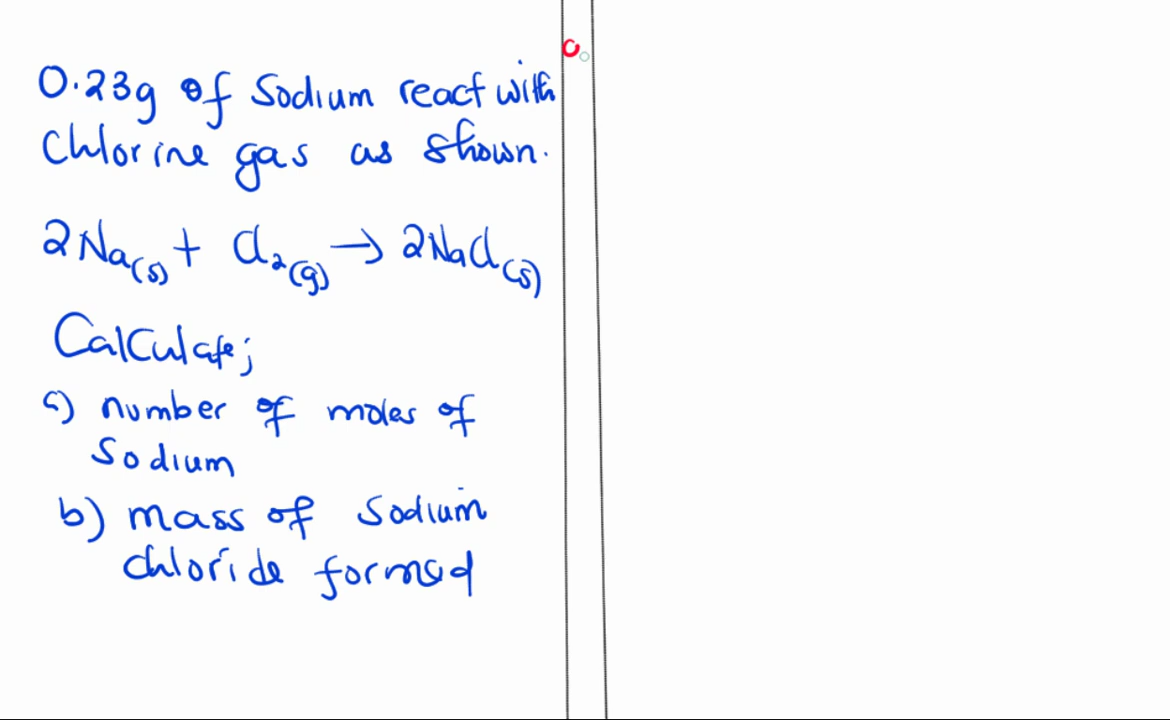 0.23g of Sodium react with
Chlorine gas as shown.
2Na(s) + Cl₂(g) → 2NaCl(s)
Calculate;
a) number of moles of
Sodium
b) mass of Sodium
chloride formed